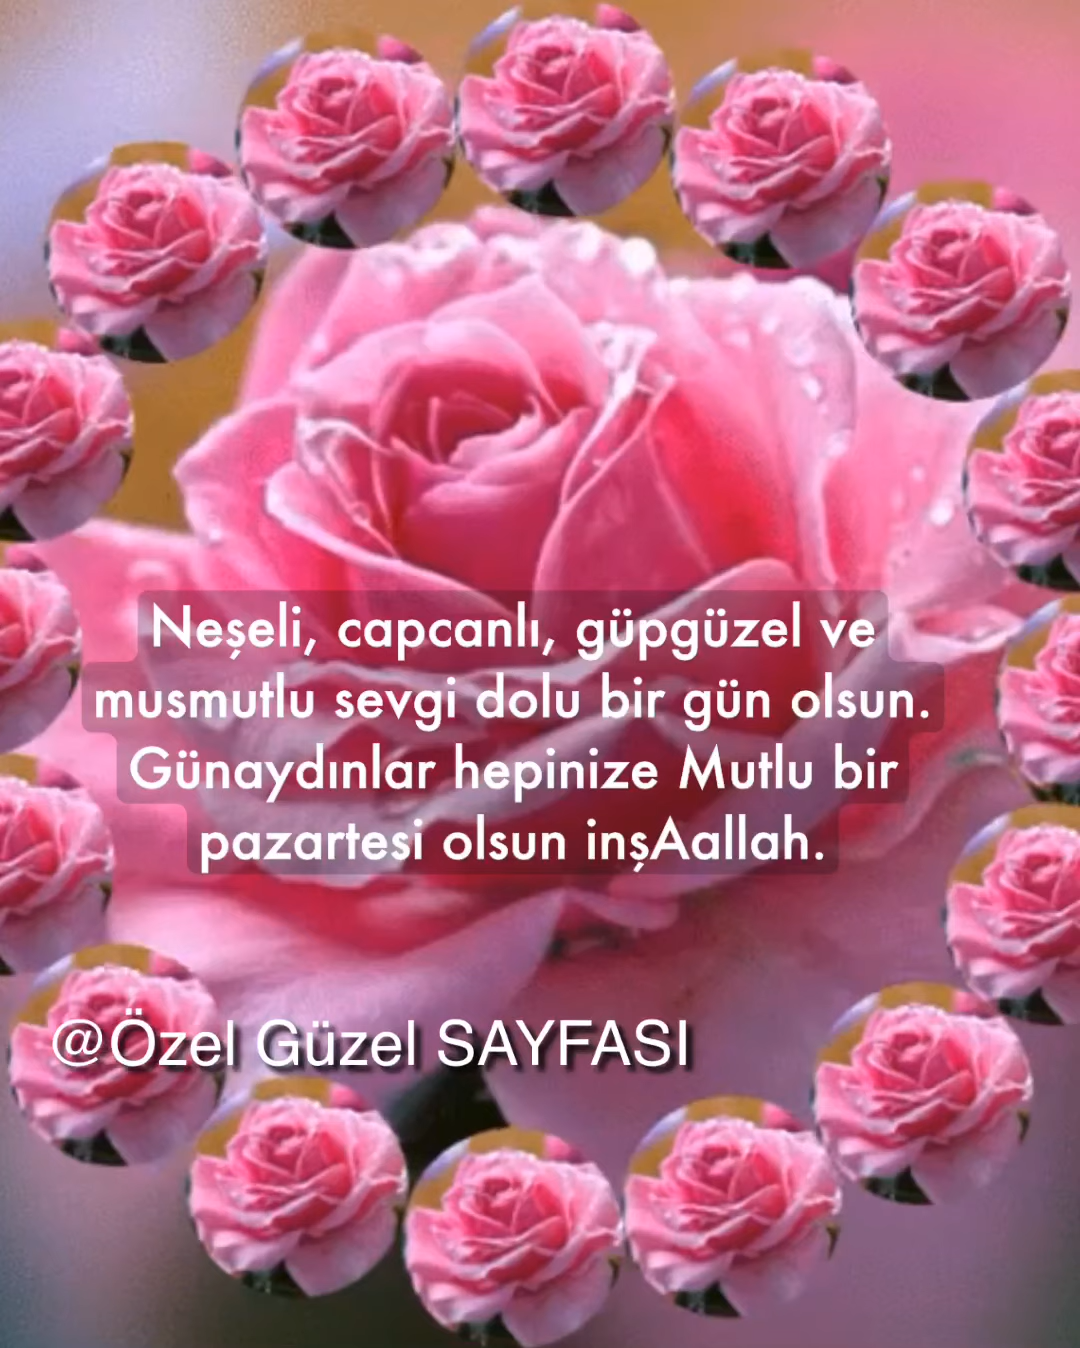 Neşeli, capcanlı, güpgüzel ve
musmutlu sevgi dolu bir gün olsun.
Günaydınlar hepinize Mutlu bir
pazartesi olsun inşAallah.
@Özel Güzel SAYFASI